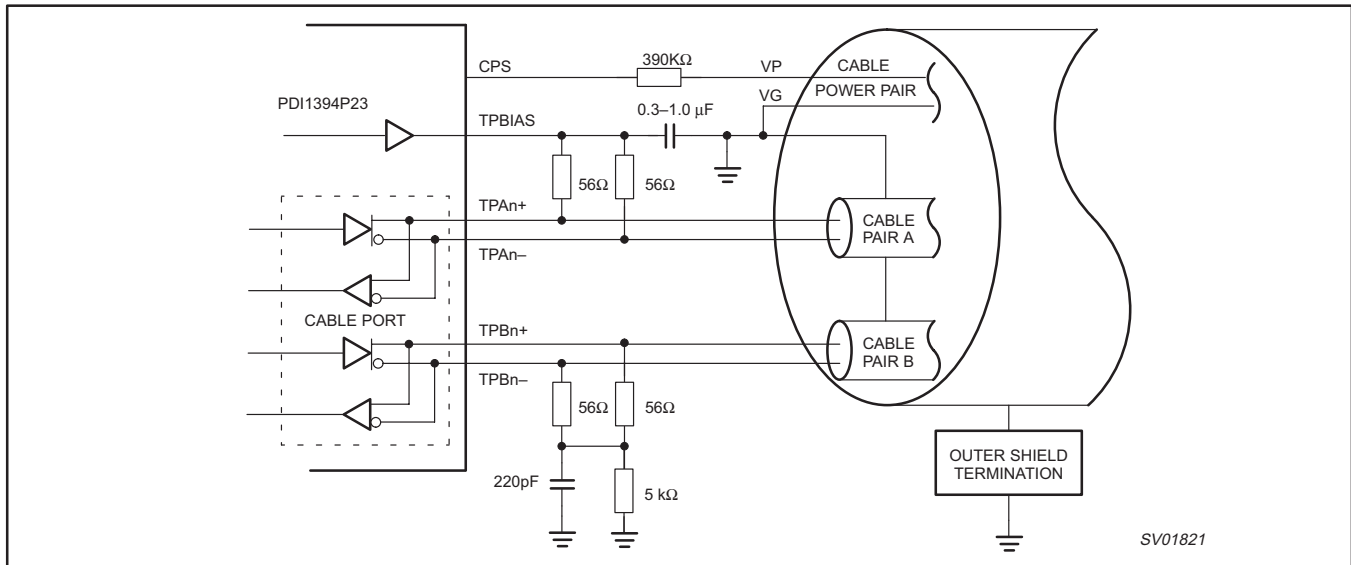 CPS
390KΩ
VP
CABLE
POWER PAIR
VG
PDI1394P23
TPBIAS
0.3–1.0 μF
56Ω
56Ω
TPAn+
CABLE
PAIR A
TPAn–
CABLE PORT
TPBn+
CABLE
PAIR B
TPBn–
56Ω
56Ω
220pF
5 kΩ
OUTER SHIELD
TERMINATION
SV01821